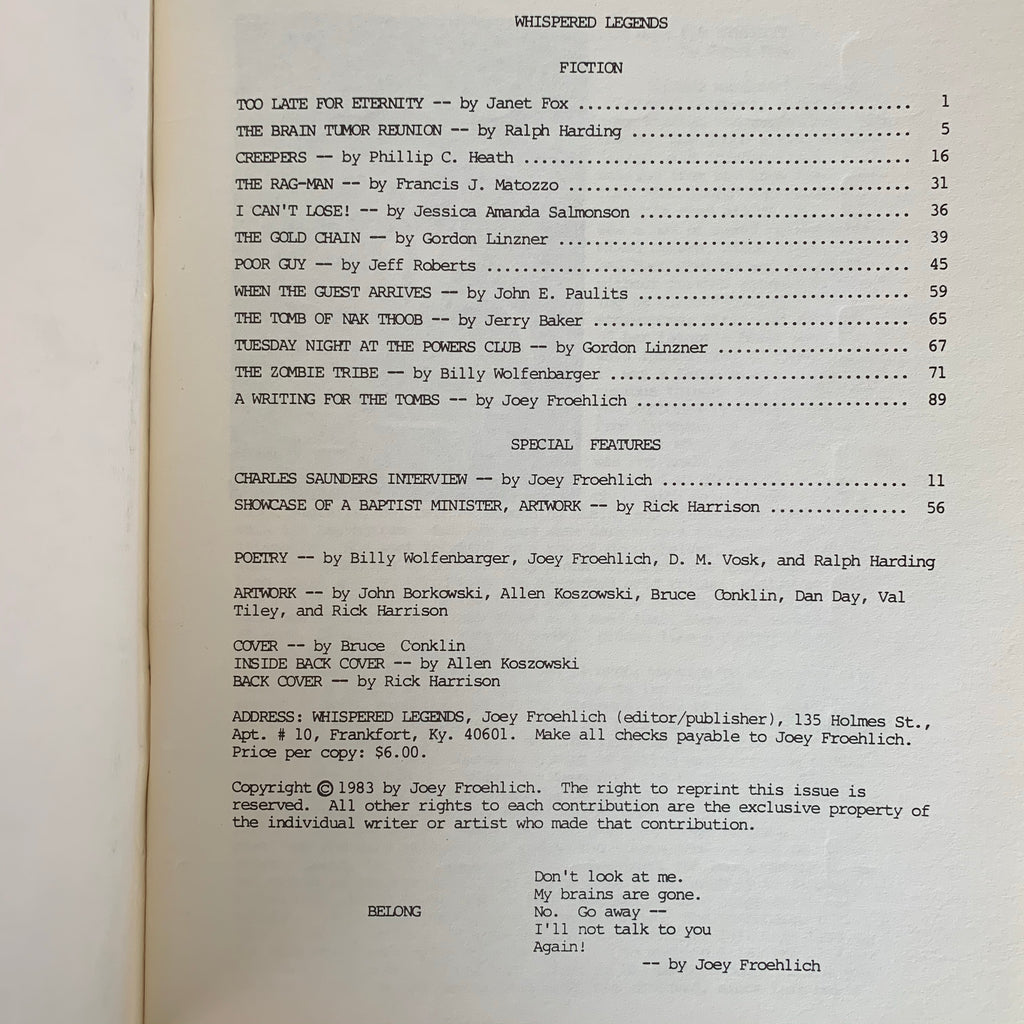 WHISPERED LEGENDS
FICTION
TOO LATE FOR ETERNITY -- by Janet Fox ..................................... 1
THE BRAIN TUMOR REUNION -- by Ralph Harding ............................... 5
CREEPERS -- by Phillip C. Heath ........................................... 16
THE RAG-MAN -- by Francis J. Matozzo ...................................... 31
I CAN'T LOSE! -- by Jessica Amanda Salmonson .............................. 36
THE GOLD CHAIN -- by Gordon Linzner ....................................... 39
POOR GUY -- by Jeff Roberts ............................................... 45
WHEN THE GUEST ARRIVES -- by John E. Paulits .............................. 59
THE TOMB OF NAK THOOB -- by Jerry Baker ................................... 65
TUESDAY NIGHT AT THE POWERS CLUB -- by Gordon Linzner ..................... 67
THE ZOMBIE TRIBE -- by Billy Wolfenbarger ................................. 71
A WRITING FOR THE TOMBS -- by Joey Froehlich .............................. 89
SPECIAL FEATURES
CHARLES SAUNDERS INTERVIEW -- by Joey Froehlich ........................... 11
SHOWCASE OF A BAPTIST MINISTER, ARTWORK -- by Rick Harrison ............... 56
POETRY -- by Billy Wolfenbarger, Joey Froehlich, D. M. Vosk, and Ralph Harding
ARTWORK -- by John Borkowski, Allen Koszowski, Bruce Conklin, Dan Day, Val
Tiley, and Rick Harrison
COVER -- by Bruce Conklin
INSIDE BACK COVER -- by Allen Koszowski
BACK COVER -- by Rick Harrison
ADDRESS: WHISPERED LEGENDS, Joey Froehlich (editor/publisher), 135 Holmes St.,
Apt. # 10, Frankfort, Ky. 40601. Make all checks payable to Joey Froehlich.
Price per copy: $6.00.
Copyright © 1983 by Joey Froehlich. The right to reprint this issue is
reserved. All other rights to each contribution are the exclusive property of
the individual writer or artist who made that contribution.
BELONG
Don't look at me.
My brains are gone.
No. Go away --
I'll not talk to you
Again!
-- by Joey Froehlich